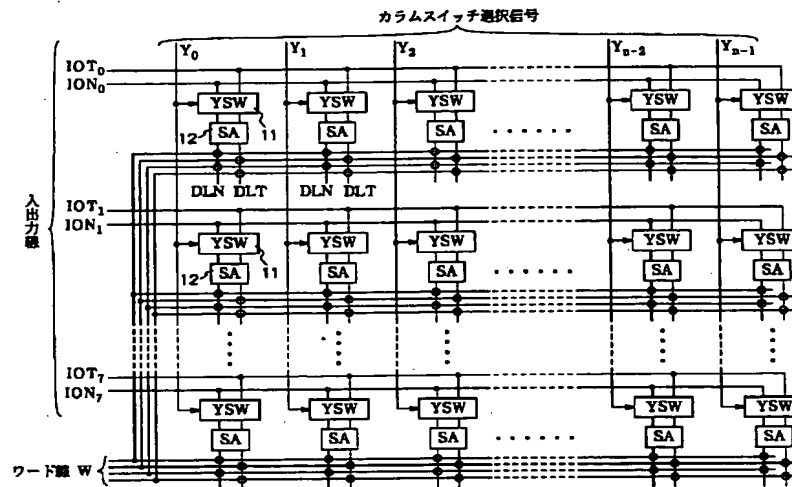 カラムスイッチ選択信号
Y₀ Y₁ Y₂ Yₙ₋₂ Yₙ₋₁
IOT₀
ION₀
YSW YSW YSW YSW YSW
11
12 SA SA SA SA SA
DLN DLT DLN DLT
入出力線
IOT₁
ION₁
YSW YSW YSW YSW YSW
11
12 SA SA SA SA SA
IOT₇
ION₇
YSW YSW YSW YSW YSW
SA SA SA SA SA
ワード線 W